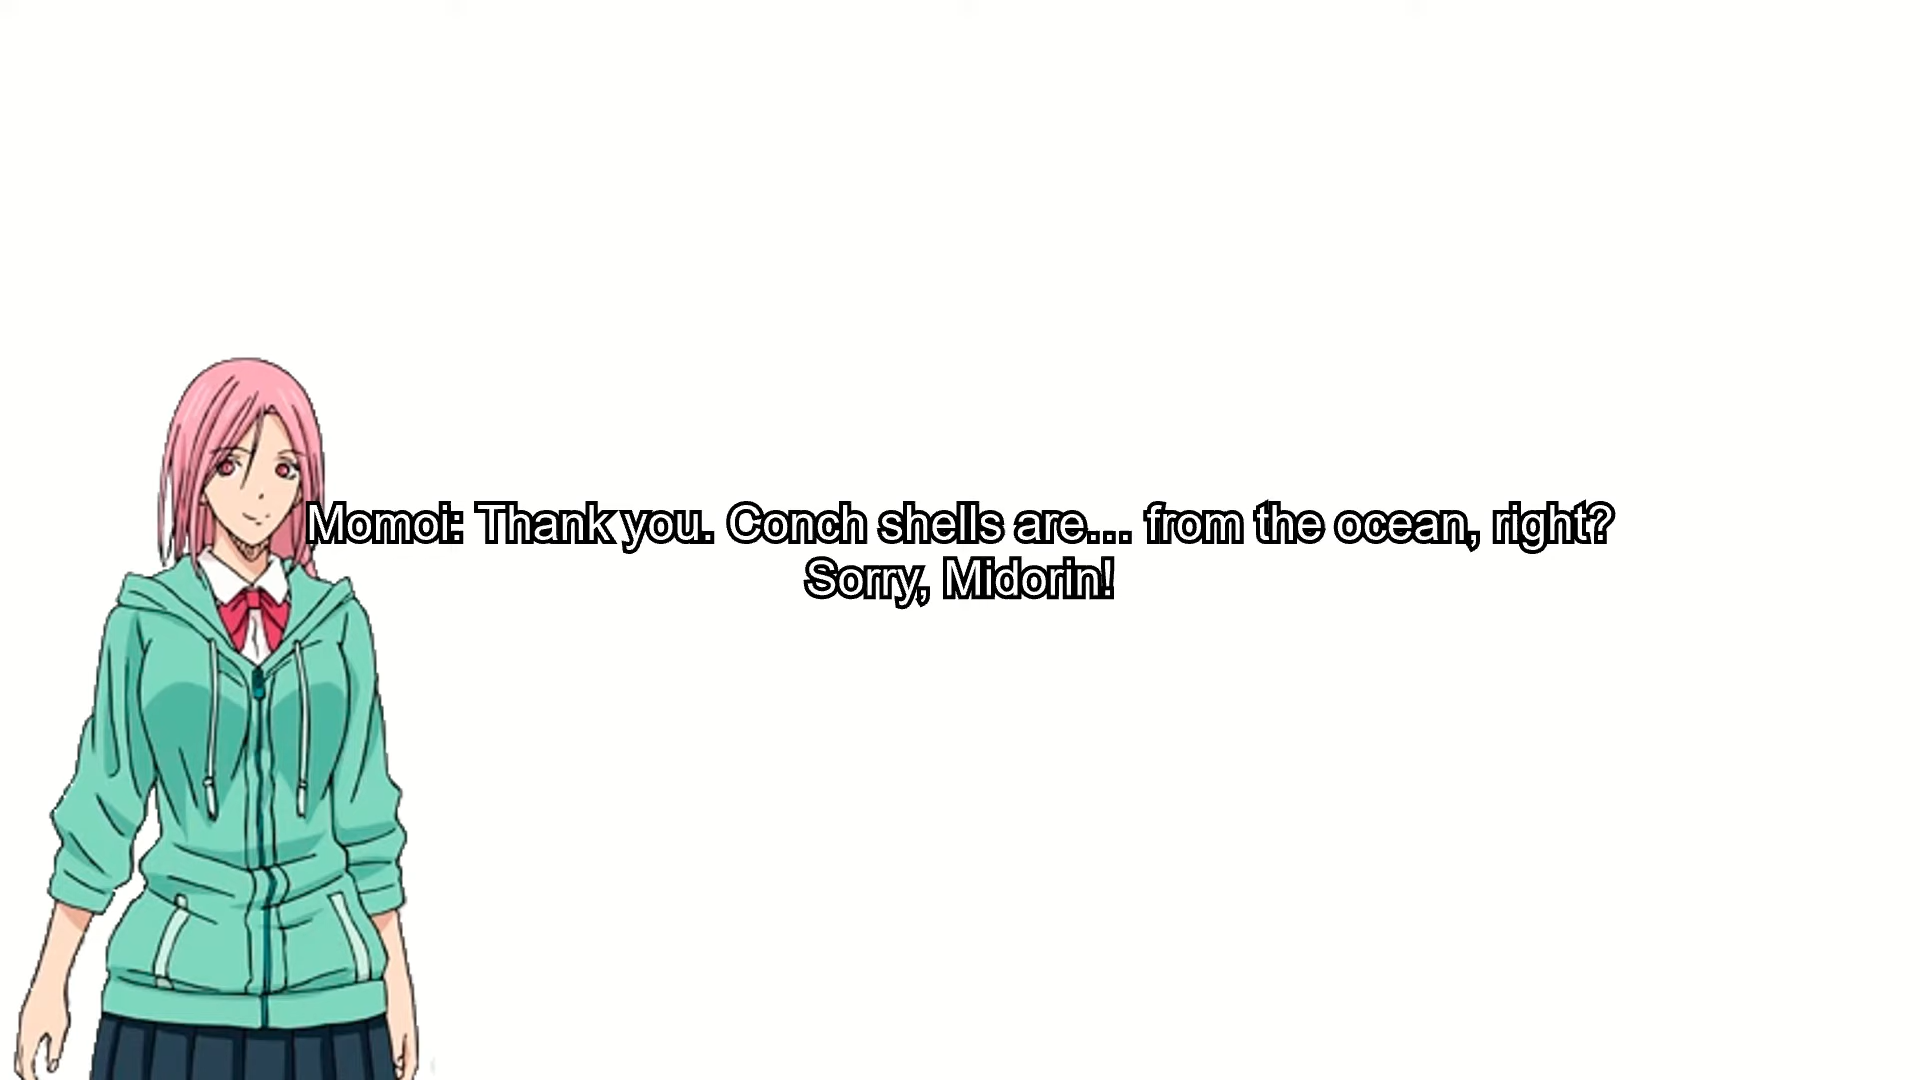 Momoi: Thank you. Conch shells are... from the ocean, right?
Sorry, Midorin!